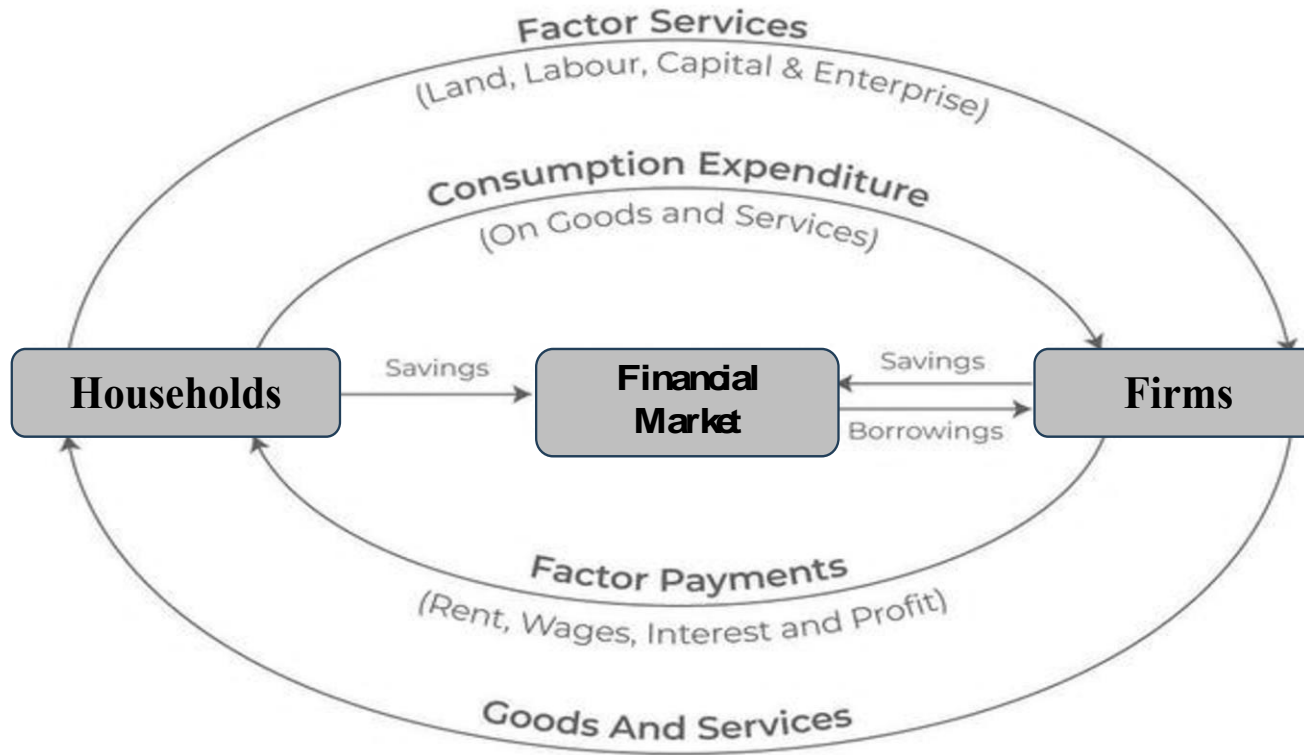 Factor Services
(Land, Labour, Capital & Enterprise)
Consumption Expenditure
(On Goods and Services)
Households
Savings
Financial
Market
Savings
Borrowings
Firms
Factor Payments
(Rent, Wages, Interest and Profit)
Goods And Services